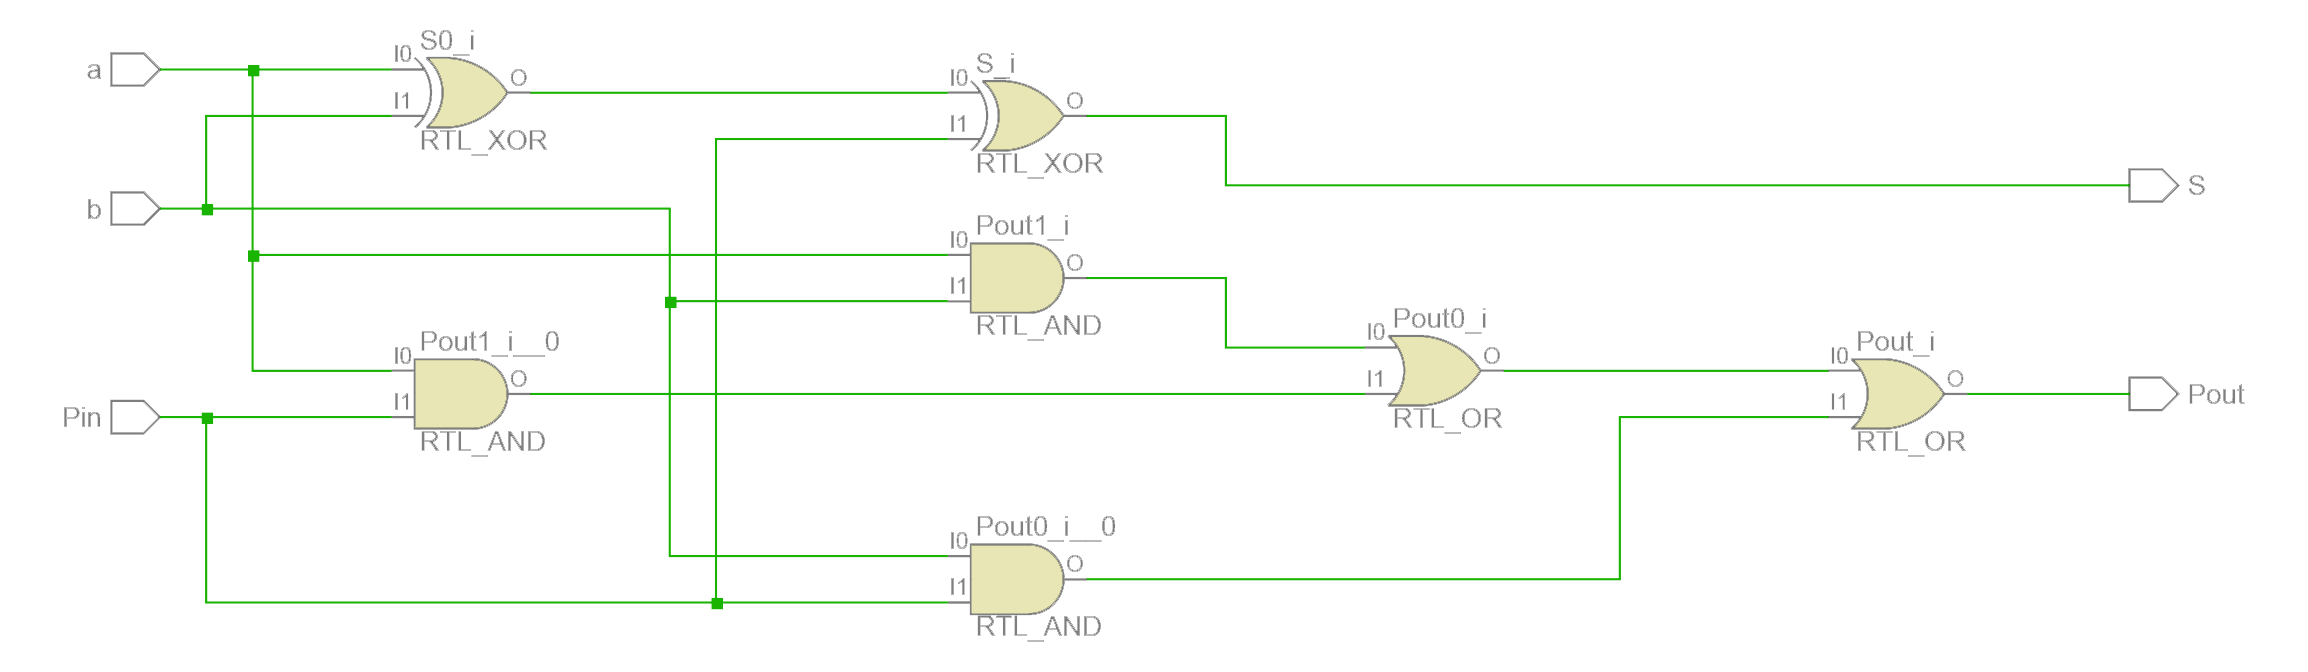 S0_i
I0
a
O
I1
RTL_XOR
S_i
I0
O
I1
RTL_XOR
S
b
Pout1_i
I0
O
I1
RTL_AND
Pout1_i__0
I0
O
I1
Pin
RTL_AND
Pout0_i
I0
O
I1
RTL_OR
Pout_i
I0
O
I1
Pout
RTL_OR
Pout0_i__0
I0
O
I1
RTL_AND